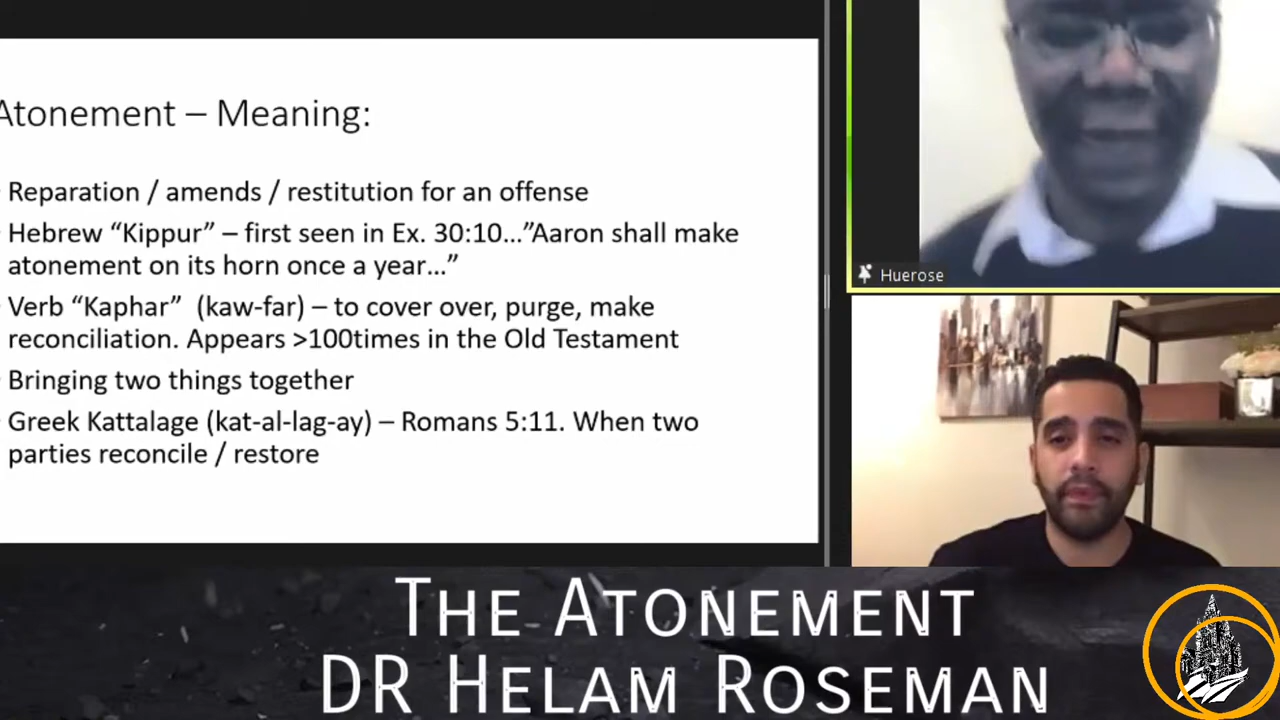 Atonement – Meaning:
Reparation / amends / restitution for an offense
Hebrew “Kippur” – first seen in Ex. 30:10...”Aaron shall make
atonement on its horn once a year...”
Verb “Kaphar” (kaw-far) – to cover over, purge, make
reconciliation. Appears >100times in the Old Testament
Bringing two things together
Greek Kattalage (kat-al-lag-ay) – Romans 5:11. When two
parties reconcile / restore
Huerose
The Atonement
DR Helam Roseman